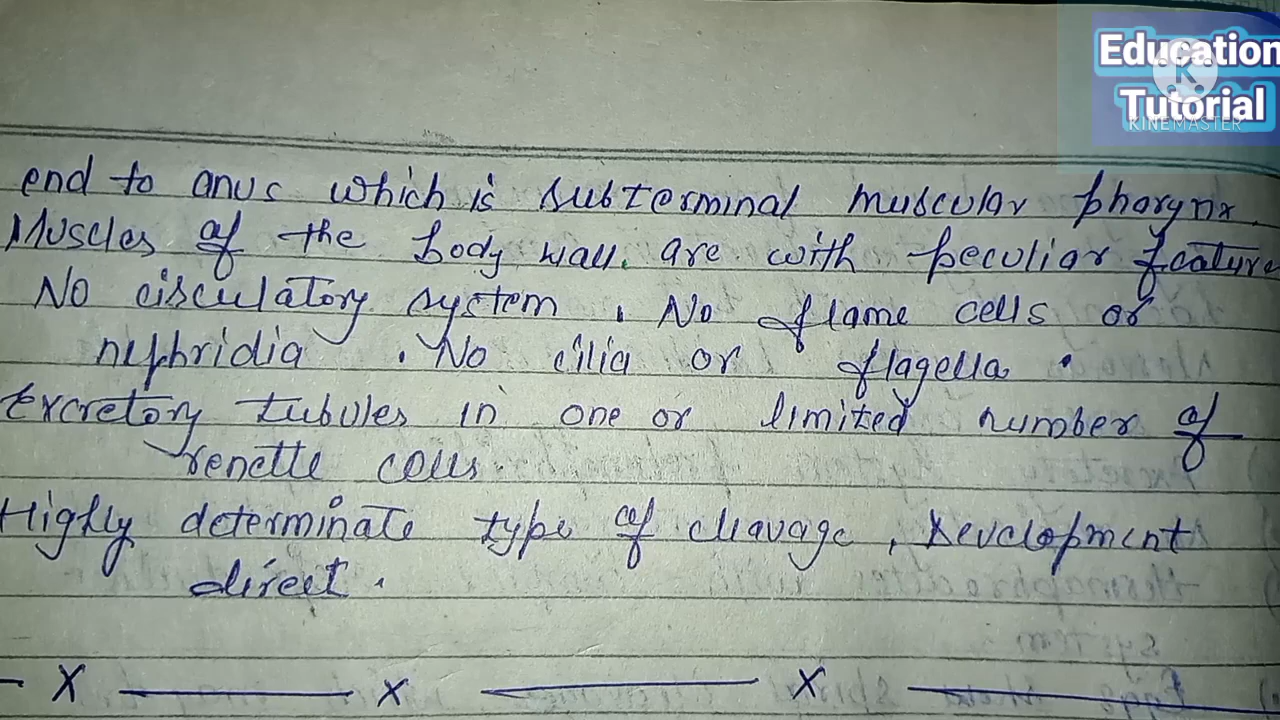 Education
Tutorial
KINEMASTER
end to anus which is subterminal muscular pharynx.
Muscles of the body wall are with peculiar feature
No cisculatory system. No flame cells or
nephridia. No cilia or flagella.
Excretory tubules in one or limited number of
renette cells.
Highly determinate type of cleavage, Development
direct.
- X — X — X —